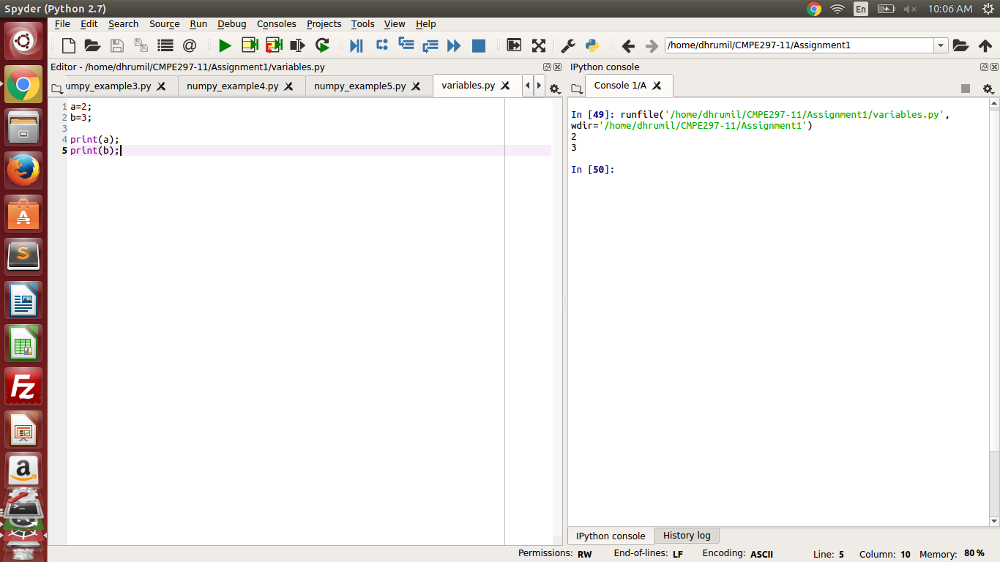 Spyder (Python 2.7)
En
10:06 AM
File Edit Search Source Run Debug Consoles Projects Tools View Help
@
/home/dhrumil/CMPE297-11/Assignment1
Editor - /home/dhrumil/CMPE297-11/Assignment1/variables.py
IPython console
umpy_example3.py
numpy_example4.py
numpy_example5.py
variables.py
Console 1/A
1 a=2;
2 b=3;
3
4 print(a);
5 print(b);
In [49]: runfile('/home/dhrumil/CMPE297-11/Assignment1/variables.py',
wdir='/home/dhrumil/CMPE297-11/Assignment1')
2
3
In [50]:
S
Fz
a
IPython console
History log
Permissions: RW End-of-lines: LF Encoding: ASCII Line: 5 Column: 10 Memory: 80 %